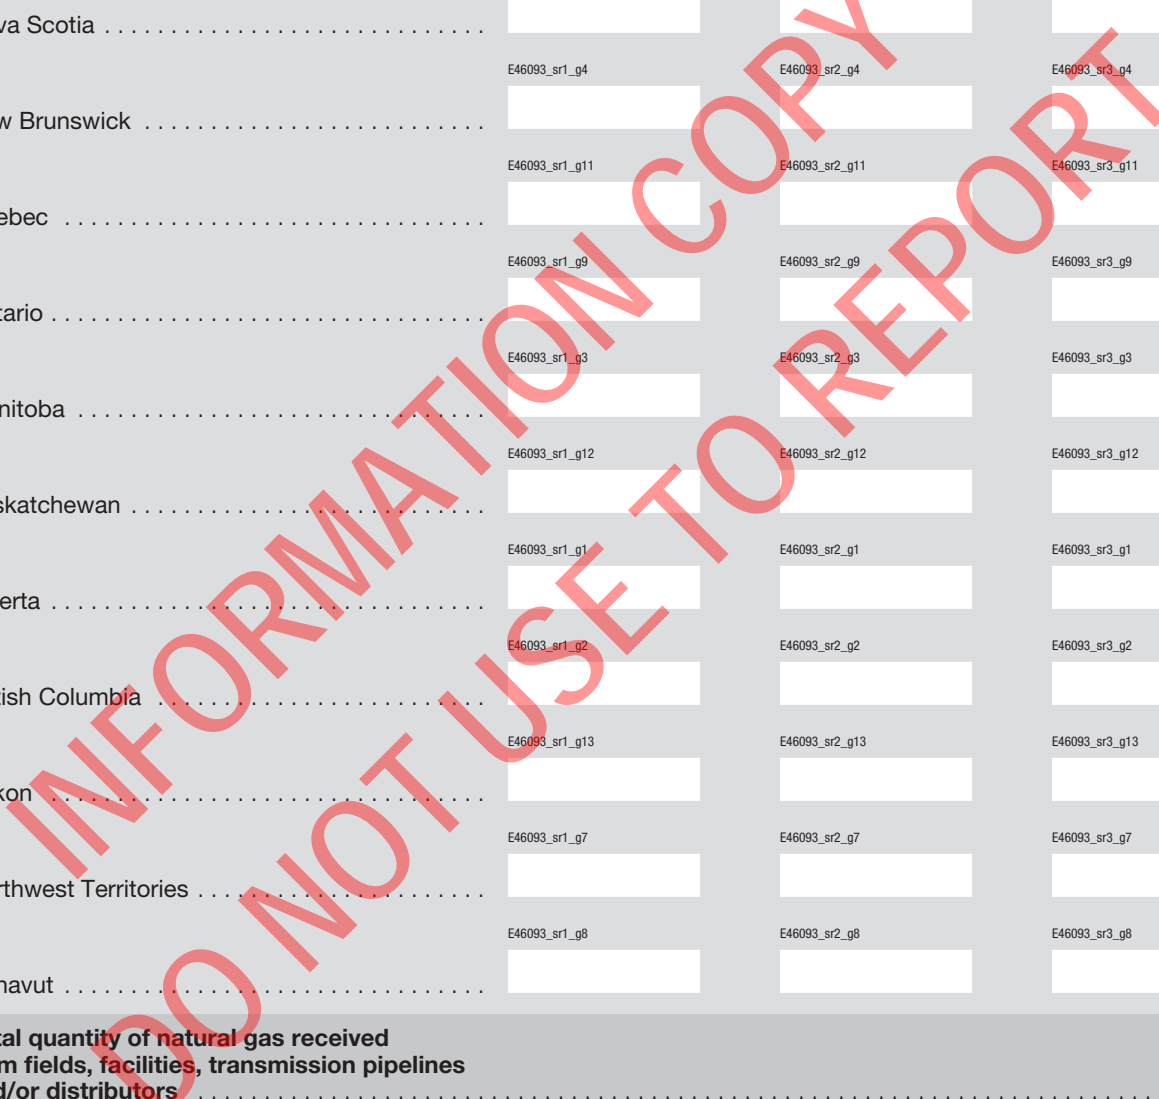 va Scotia
E46093_sr1_g4 E46093_sr2_g4 E46093_sr3_g4
w Brunswick
E46093_sr1_g11 E46093_sr2_g11 E46093_sr3_g11
ebec
E46093_sr1_g9 E46093_sr2_g9 E46093_sr3_g9
tario
E46093_sr1_g3 E46093_sr2_g3 E46093_sr3_g3
nitoba
E46093_sr1_g12 E46093_sr2_g12 E46093_sr3_g12
skatchewan
E46093_sr1_g1 E46093_sr2_g1 E46093_sr3_g1
erta
E46093_sr1_g2 E46093_sr2_g2 E46093_sr3_g2
tish Columbia
E46093_sr1_g13 E46093_sr2_g13 E46093_sr3_g13
kon
E46093_sr1_g7 E46093_sr2_g7 E46093_sr3_g7
rthwest Territories
E46093_sr1_g8 E46093_sr2_g8 E46093_sr3_g8
navut
tal quantity of natural gas received
m fields, facilities, transmission pipelines
d/or distributors
INFORMATION COPY
DO NOT USE TO REPORT